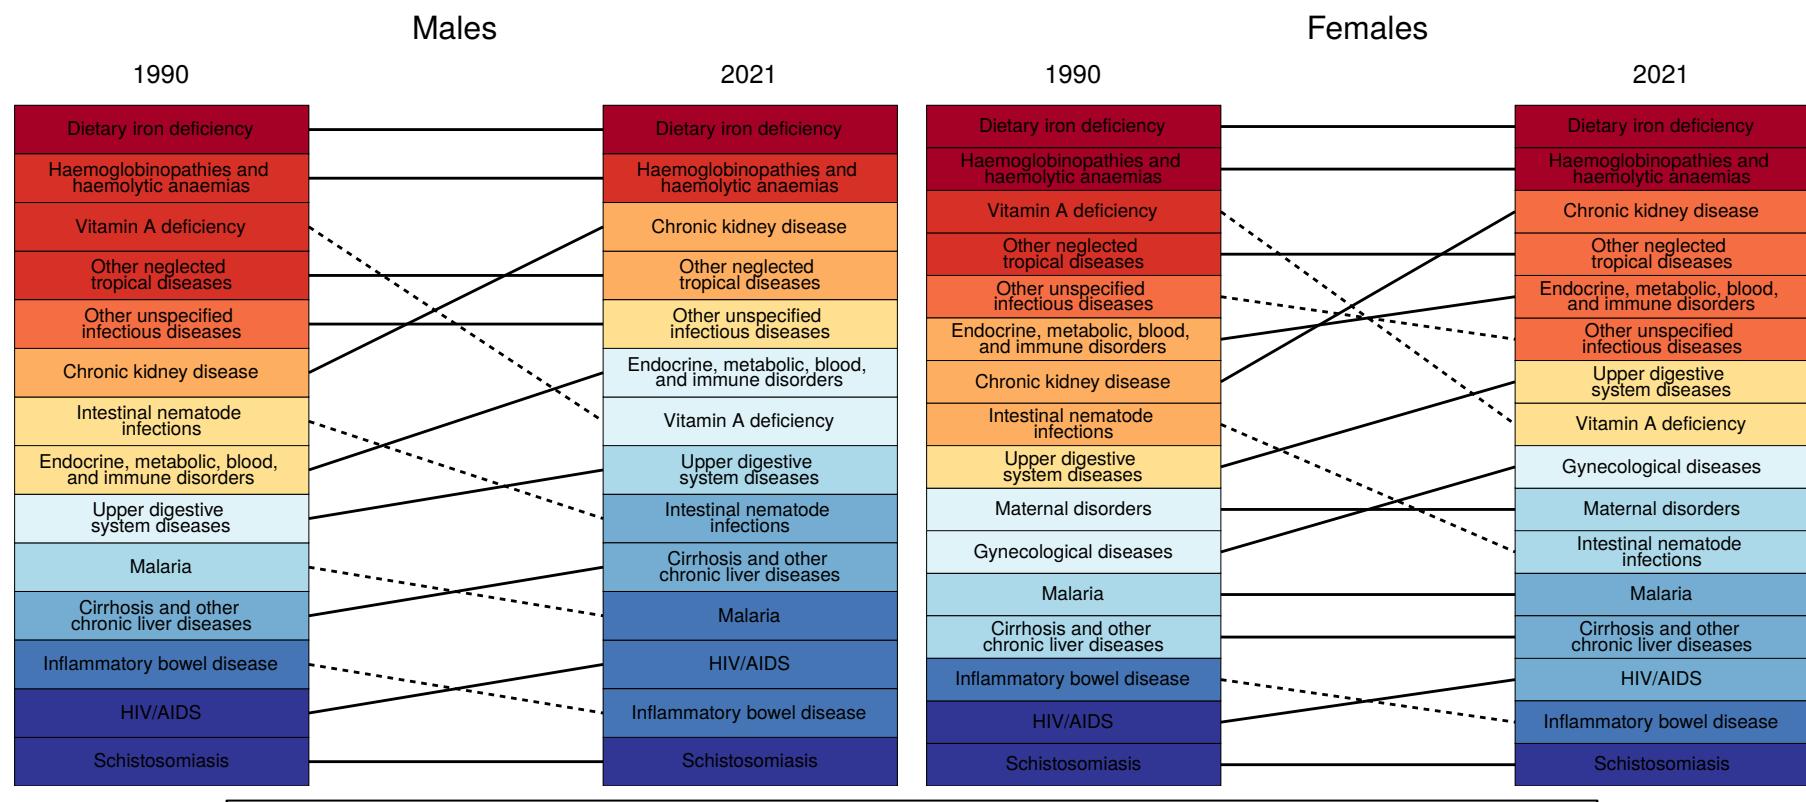 Males
1990
2021
Dietary iron deficiency
Haemoglobinopathies and
haemolytic anaemias
Vitamin A deficiency
Other neglected
tropical diseases
Other unspecified
infectious diseases
Chronic kidney disease
Intestinal nematode
infections
Endocrine, metabolic, blood,
and immune disorders
Upper digestive
system diseases
Malaria
Cirrhosis and other
chronic liver diseases
Inflammatory bowel disease
HIV/AIDS
Schistosomiasis
Dietary iron deficiency
Haemoglobinopathies and
haemolytic anaemias
Chronic kidney disease
Other neglected
tropical diseases
Other unspecified
infectious diseases
Endocrine, metabolic, blood,
and immune disorders
Vitamin A deficiency
Upper digestive
system diseases
Intestinal nematode
infections
Cirrhosis and other
chronic liver diseases
Malaria
HIV/AIDS
Inflammatory bowel disease
Schistosomiasis
Females
1990
2021
Dietary iron deficiency
Haemoglobinopathies and
haemolytic anaemias
Vitamin A deficiency
Other neglected
tropical diseases
Other unspecified
infectious diseases
Endocrine, metabolic, blood,
and immune disorders
Chronic kidney disease
Intestinal nematode
infections
Upper digestive
system diseases
Maternal disorders
Gynecological diseases
Malaria
Cirrhosis and other
chronic liver diseases
Inflammatory bowel disease
HIV/AIDS
Schistosomiasis
Dietary iron deficiency
Haemoglobinopathies and
haemolytic anaemias
Chronic kidney disease
Other neglected
tropical diseases
Endocrine, metabolic, blood,
and immune disorders
Other unspecified
infectious diseases
Upper digestive
system diseases
Vitamin A deficiency
Gynecological diseases
Maternal disorders
Intestinal nematode
infections
Malaria
Cirrhosis and other
chronic liver diseases
HIV/AIDS
Inflammatory bowel disease
Schistosomiasis